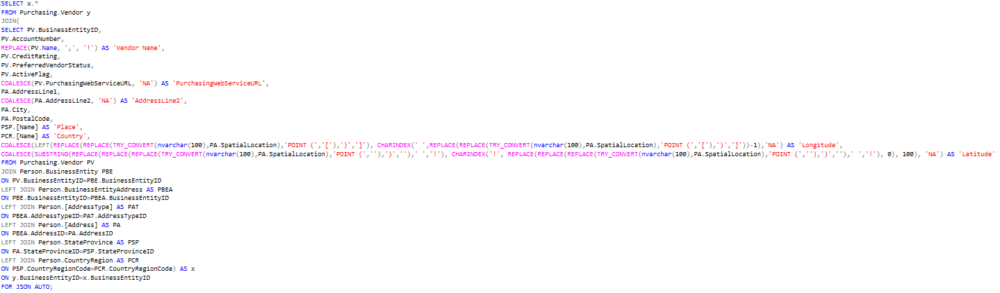 SELECT x.*
FROM Purchasing.Vendor y
JOIN(
SELECT PV.BusinessEntityID,
PV.AccountNumber,
REPLACE(PV.Name, ',', '!') AS 'Vendor Name',
PV.CreditRating,
PV.PreferredVendorStatus,
PV.ActiveFlag,
COALESCE(PV.PurchasingWebServiceURL, 'NA') AS 'PurchasingWebServiceURL',
PA.AddressLine1,
COALESCE(PA.AddressLine2, 'NA') AS 'AddressLine2',
PA.City,
PA.PostalCode,
PSP.[Name] AS 'Place',
PCR.[Name] AS 'Country',
COALESCE(LEFT(REPLACE(REPLACE(TRY_CONVERT(nvarchar(100),PA.SpatialLocation),'POINT (','['),')',']'), CHARINDEX(' ',REPLACE(REPLACE(TRY_CONVERT(nvarchar(100),PA.SpatialLocation),'POINT (','['),')',']'))-1),'NA') AS 'Longitude',
COALESCE(SUBSTRING(REPLACE(REPLACE(REPLACE(TRY_CONVERT(nvarchar(100),PA.SpatialLocation),'POINT (',''),')',''),' ','!'), CHARINDEX('!', REPLACE(REPLACE(REPLACE(TRY_CONVERT(nvarchar(100),PA.SpatialLocation),'POINT (',''),')',''),' ','!'), 0), 100), 'NA') AS 'Latitude'
FROM Purchasing.Vendor PV
JOIN Person.BusinessEntity PBE
ON PV.BusinessEntityID=PBE.BusinessEntityID
LEFT JOIN Person.BusinessEntityAddress AS PBEA
ON PBE.BusinessEntityID=PBEA.BusinessEntityID
LEFT JOIN Person.[AddressType] AS PAT
ON PBEA.AddressTypeID=PAT.AddressTypeID
LEFT JOIN Person.[Address] AS PA
ON PBEA.AddressID=PA.AddressID
LEFT JOIN Person.StateProvince AS PSP
ON PA.StateProvinceID=PSP.StateProvinceID
LEFT JOIN Person.CountryRegion AS PCR
ON PSP.CountryRegionCode=PCR.CountryRegionCode) AS x
ON y.BusinessEntityID=x.BusinessEntityID
FOR JSON AUTO;